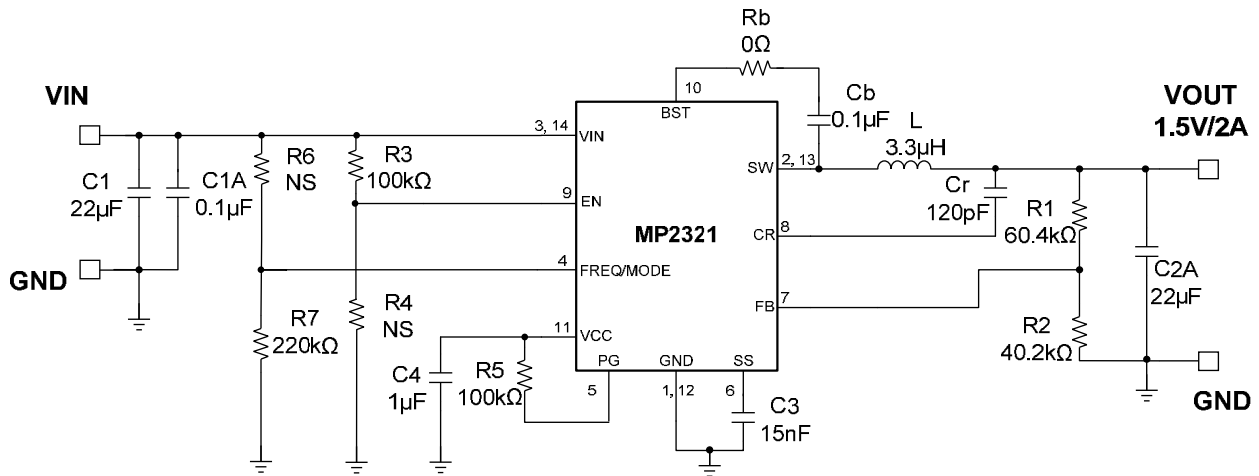 Rb
0Ω
10
BST
VIN
3, 14
VIN
Cb
0.1µF
VOUT
1.5V/2A
L
3.3µH
SW
2, 13
C1
22µF
C1A
0.1µF
R6
NS
R3
100kΩ
9
EN
MP2321
Cr
120pF
CR
8
R1
60.4kΩ
GND
4
FREQ/MODE
C2A
22µF
FB
7
R7
220kΩ
R4
NS
11
VCC
R2
40.2kΩ
C4
1µF
R5
100kΩ
PG
GND
SS
5
1, 12
6
C3
15nF
GND